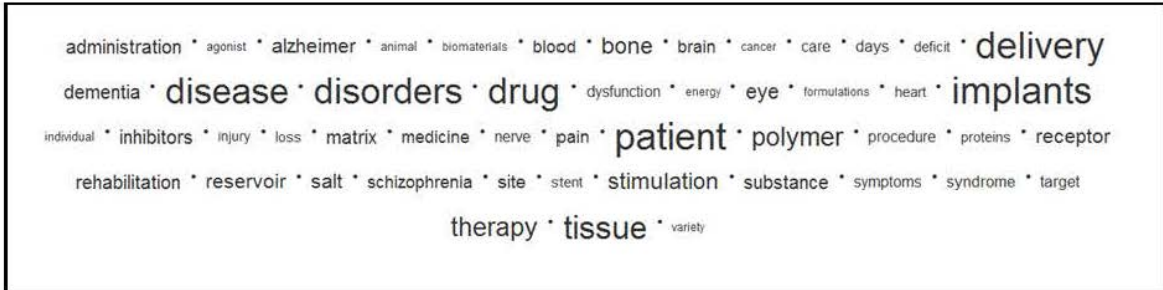 administration • agonist • alzheimer • animal • biomaterials • blood • bone • brain • cancer • care • days • deficit • delivery
dementia • disease • disorders • drug • dysfunction • energy • eye • formulations • heart • implants
individual • inhibitors • injury • loss • matrix • medicine • nerve • pain • patient • polymer • procedure • proteins • receptor
rehabilitation • reservoir • salt • schizophrenia • site • stent • stimulation • substance • symptoms • syndrome • target
therapy • tissue • variety